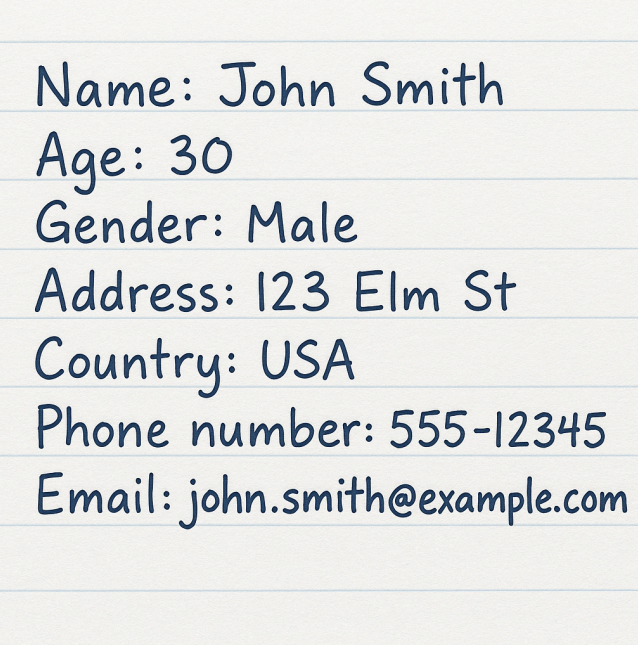 Name: John Smith
Age: 30
Gender: Male
Address: 123 Elm St
Country: USA
Phone number: 555-12345
Email: john.smith@example.com